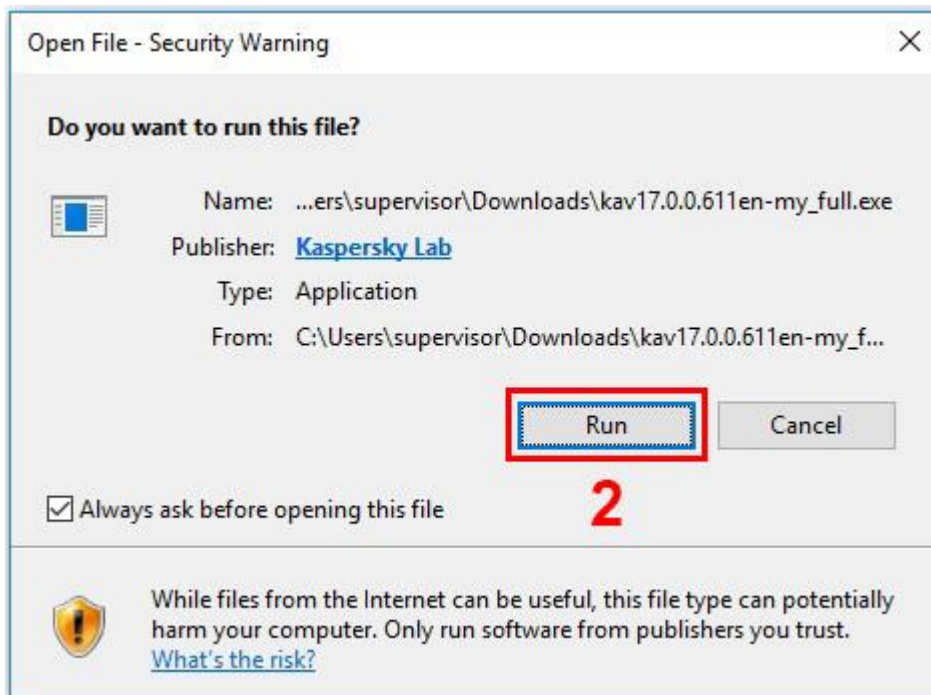 Open File - Security Warning
Do you want to run this file?
Name: ...ers\supervisor\Downloads\kav17.0.0.611en-my_full.exe
Publisher: Kaspersky Lab
Type: Application
From: C:\Users\supervisor\Downloads\kav17.0.0.611en-my_f...
Run Cancel
2
Always ask before opening this file
While files from the Internet can be useful, this file type can potentially
harm your computer. Only run software from publishers you trust.
What's the risk?